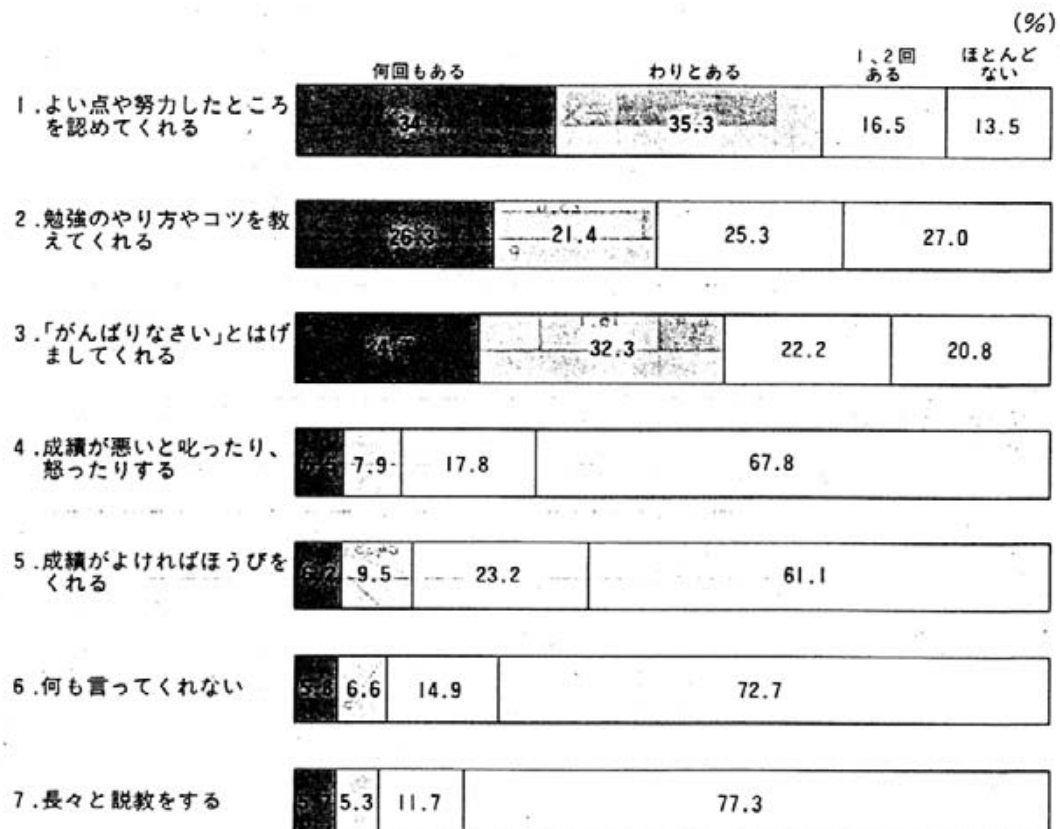 (%)
何回もある わりとある 1、2回ある ほとんどない
1.よい点や努力したところ
を認めてくれる
34 35.3 16.5 13.5
2.勉強のやり方やコツを教
えてくれる
26.3 21.4 25.3 27.0
3.「がんばりなさい」とはげ
ましてくれる
32.3 22.2 20.8
4.成績が悪いと叱ったり、
怒ったりする
7.9 17.8 67.8
5.成績がよければほうびを
くれる
6.2 9.5 23.2 61.1
6.何も言ってくれない
5.8 6.6 14.9 72.7
7.長々と説教をする
5.7 5.3 11.7 77.3